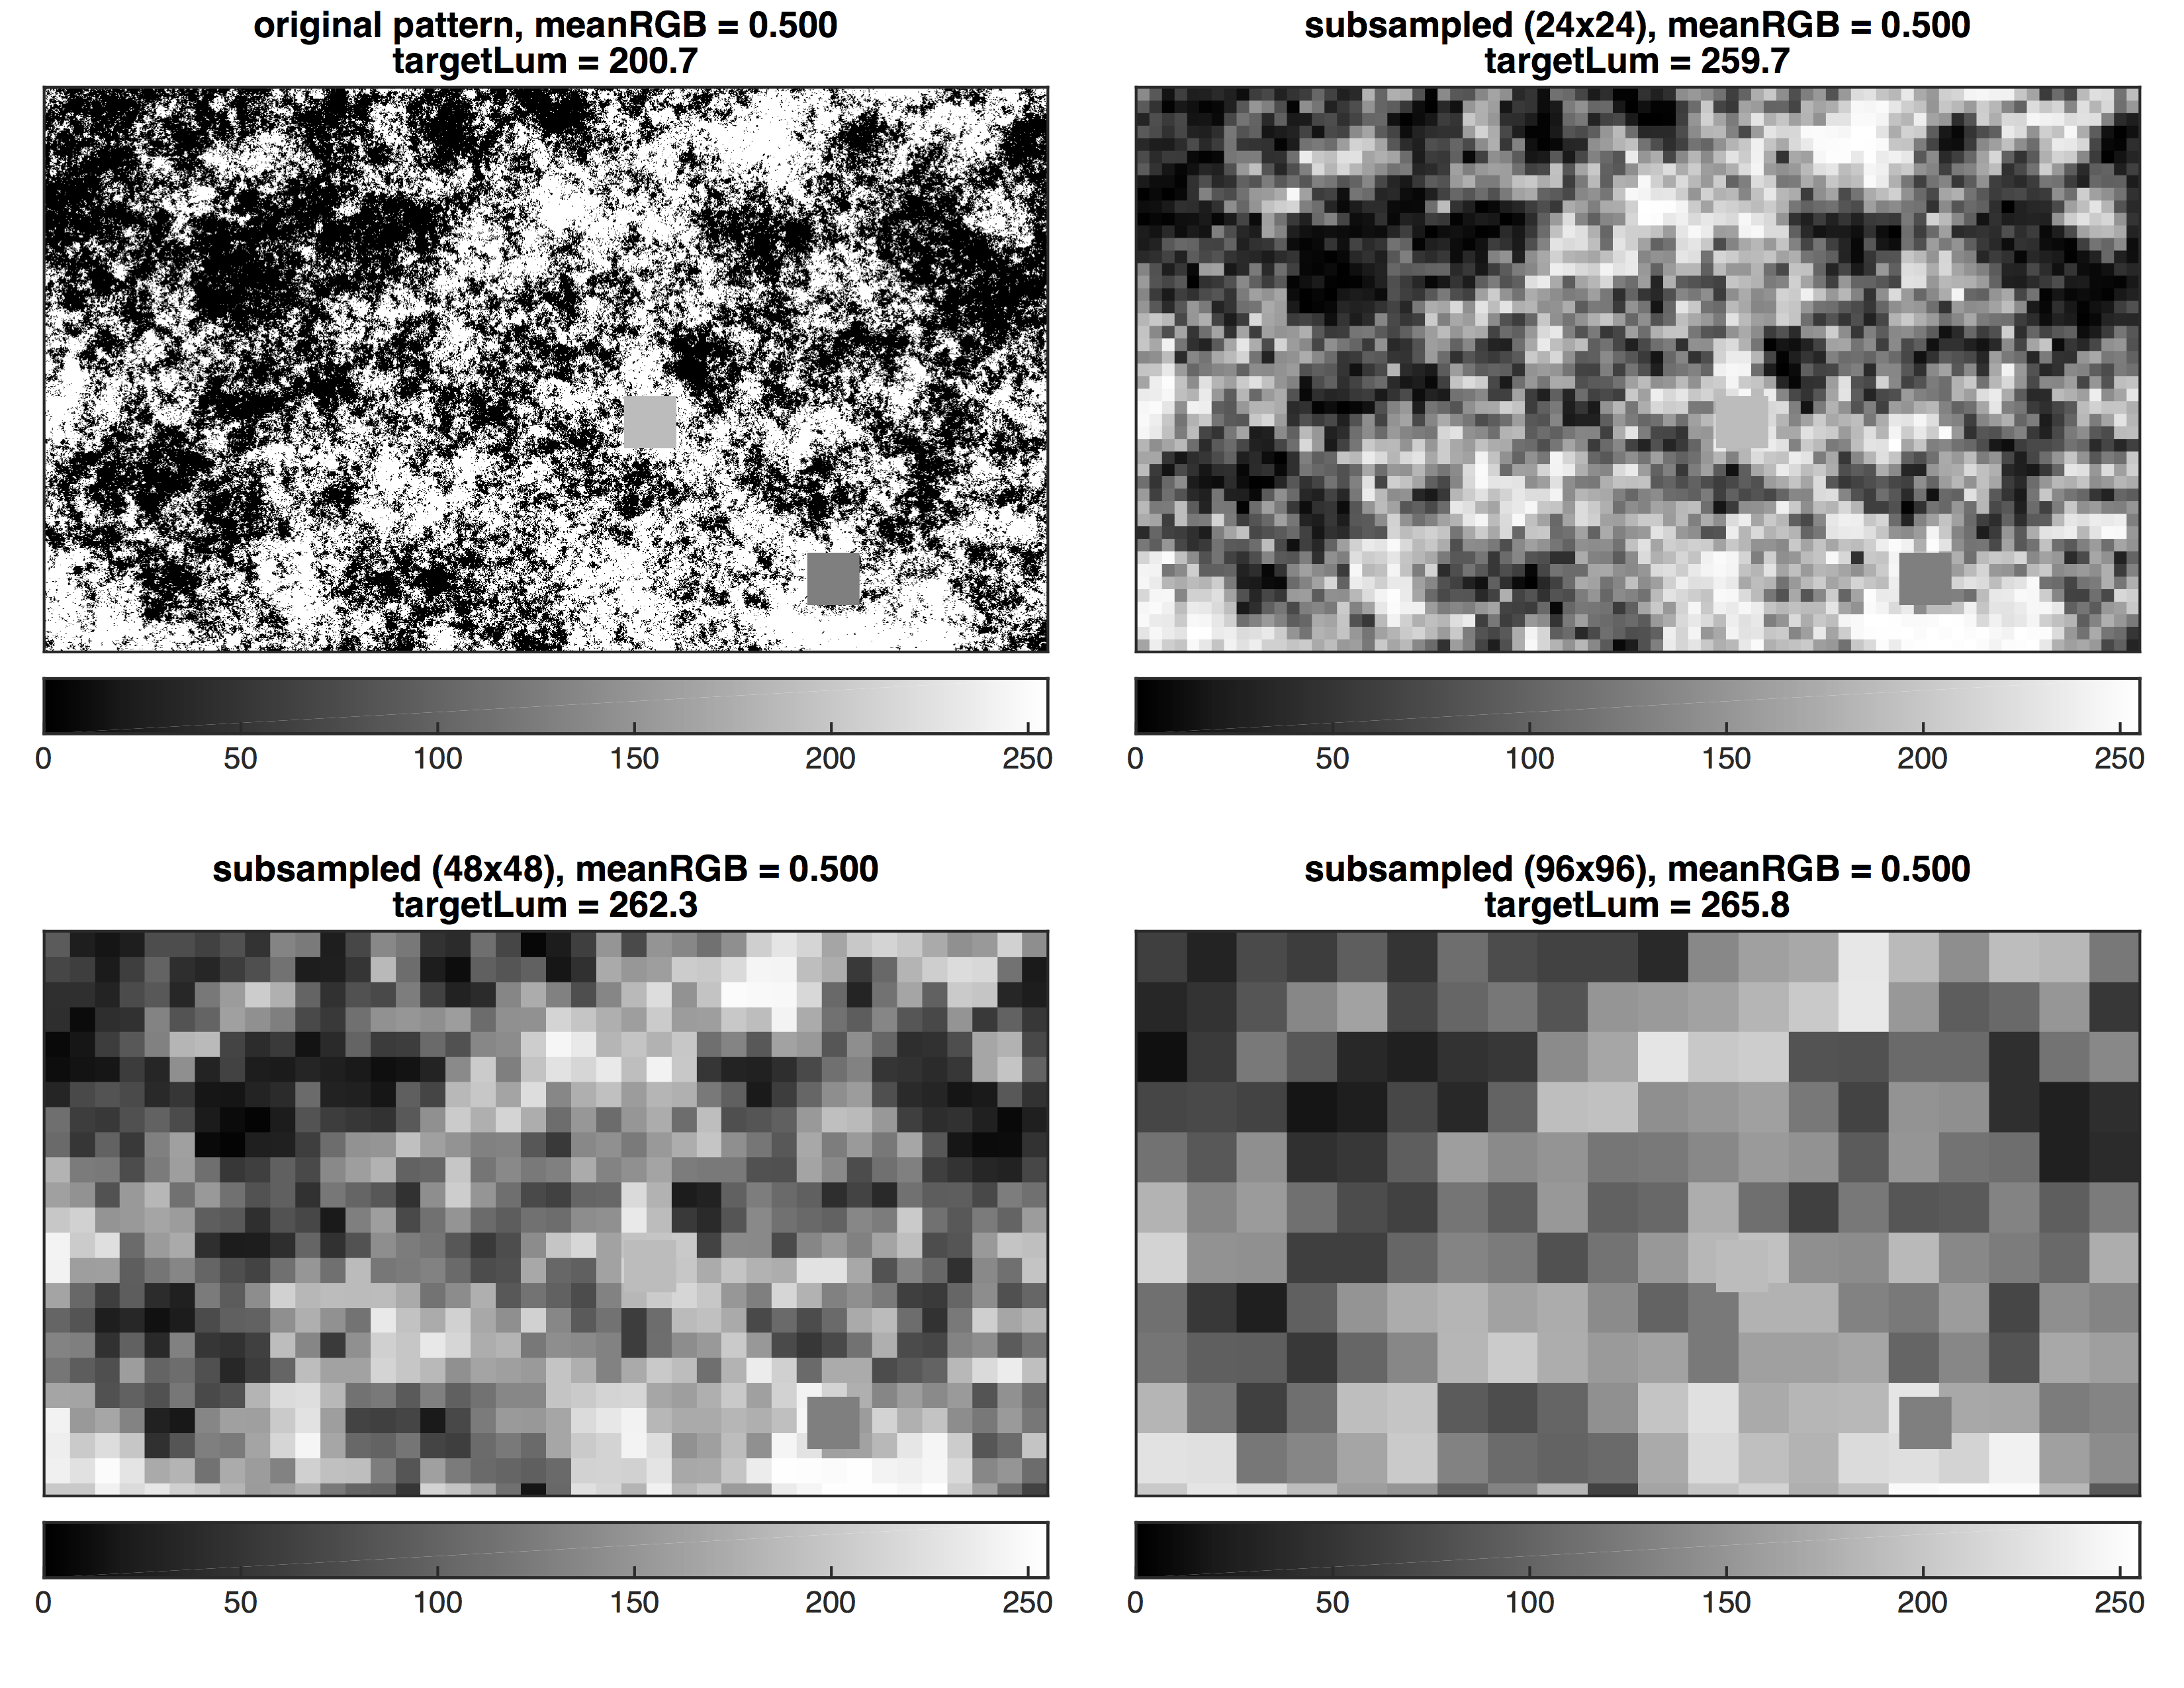 original pattern, meanRGB = 0.500
targetLum = 200.7
0 50 100 150 200 250
subsampled (24x24), meanRGB = 0.500
targetLum = 259.7
0 50 100 150 200 250
subsampled (48x48), meanRGB = 0.500
targetLum = 262.3
0 50 100 150 200 250
subsampled (96x96), meanRGB = 0.500
targetLum = 265.8
0 50 100 150 200 250